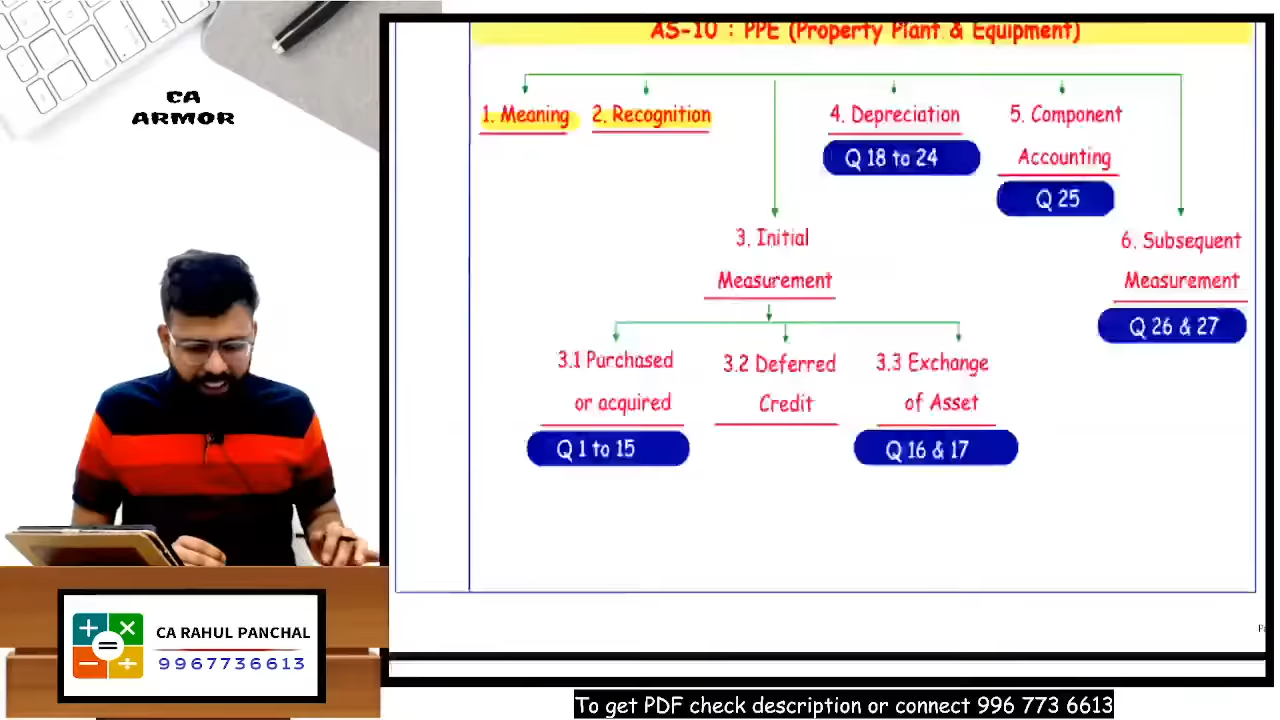 CA
ARMOR
AS-10 : PPE (Property Plant & Equipment)
1. Meaning
2. Recognition
4. Depreciation
Q 18 to 24
5. Component
Accounting
Q 25
3. Initial
Measurement
6. Subsequent
Measurement
Q 26 & 27
3.1 Purchased
or acquired
Q 1 to 15
3.2 Deferred
Credit
3.3 Exchange
of Asset
Q 16 & 17
CA RAHUL PANCHAL
9967736613
To get PDF check description or connect 996 773 6613